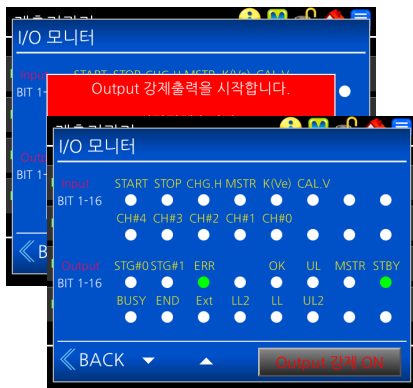 I/O 모니터
Input START STOP CHG.H MSTR K(Ve) CAL.V
BIT 1-
Output 강제출력을 시작합니다.
BIT 1-
I/O 모니터
Input START STOP CHG.H MSTR K(Ve) CAL.V
BIT 1-16
CH#4 CH#3 CH#2 CH#1 CH#0
Output STG#0 STG#1 ERR OK UL MSTR STBY
BIT 1-16
BUSY END Ext LL2 LL UL2
BACK
Output 강제 ON